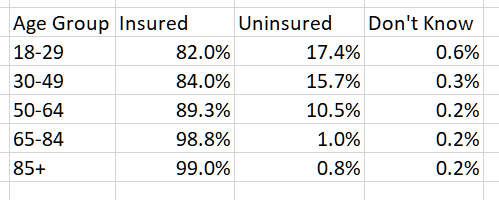 Age Group Insured Uninsured Don't Know
18-29 82.0% 17.4% 0.6%
30-49 84.0% 15.7% 0.3%
50-64 89.3% 10.5% 0.2%
65-84 98.8% 1.0% 0.2%
85+ 99.0% 0.8% 0.2%